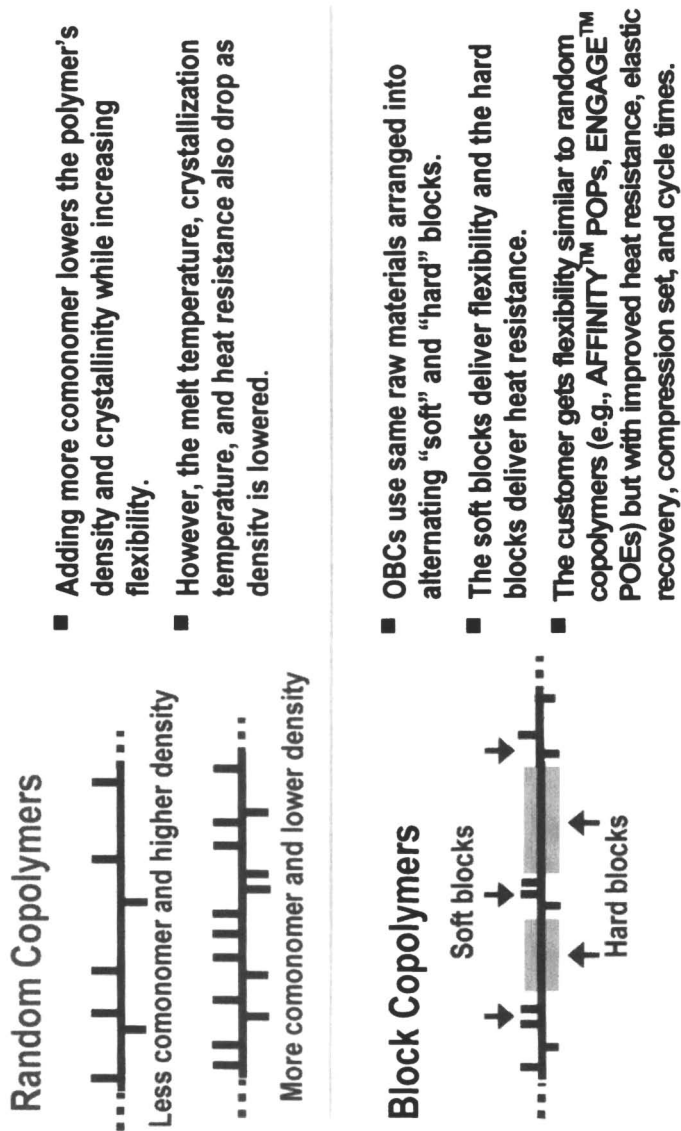 Random Copolymers
Less comonomer and higher density
More comonomer and lower density
■ Adding more comonomer lowers the polymer's
density and crystallinity while increasing
flexibility.
■ However, the melt temperature, crystallization
temperature, and heat resistance also drop as
density is lowered.
Block Copolymers
Soft blocks
Hard blocks
■ OBCs use same raw materials arranged into
alternating “soft” and “hard” blocks.
■ The soft blocks deliver flexibility and the hard
blocks deliver heat resistance.
■ The customer gets flexibility similar to random
copolymers (e.g., AFFINITY™ POPs, ENGAGE™
POEs) but with improved heat resistance, elastic
recovery, compression set, and cycle times.